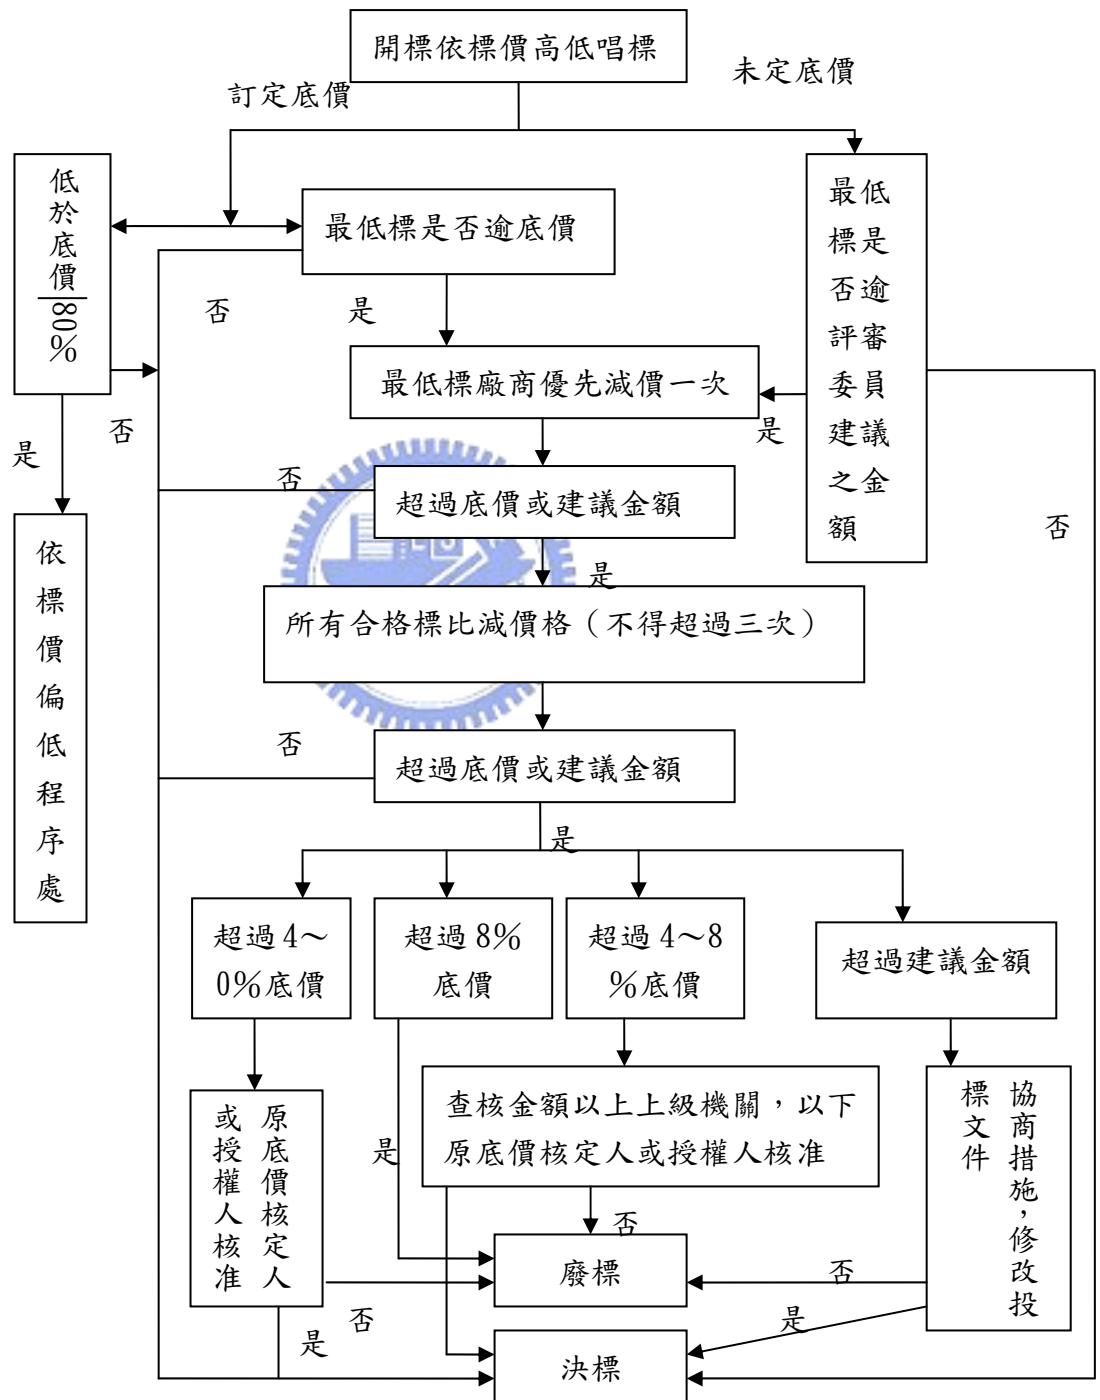 開標依標價高低唱標
訂定底價
未定底價
低於底價80%
最低標是否逾底價
最低
標是
否逾
評審
委員
建議
之金
額
否
是
最低標廠商優先減價一次
是
否
是
否
超過底價或建議金額
否
是
依標價偏低程序處
所有合格標比減價格（不得超過三次）
否
超過底價或建議金額
是
超過4～
0%底價
超過8%
底價
超過4～8
%底價
超過建議金額
原底價核定人
或授權人核准
是
查核金額以上上級機關，以下
原底價核定人或授權人核准
協商措施，修改投
標文件
否
廢標
否
否
是
是
決標